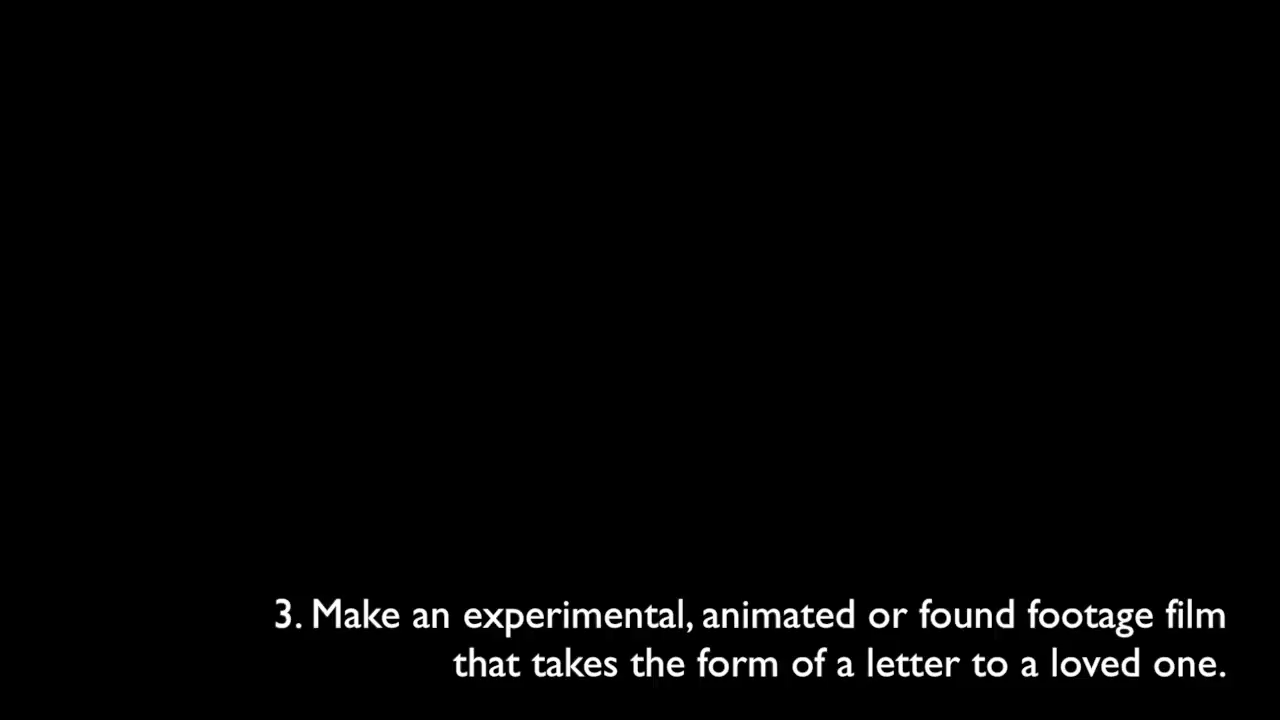 3. Make an experimental, animated or found footage film
that takes the form of a letter to a loved one.